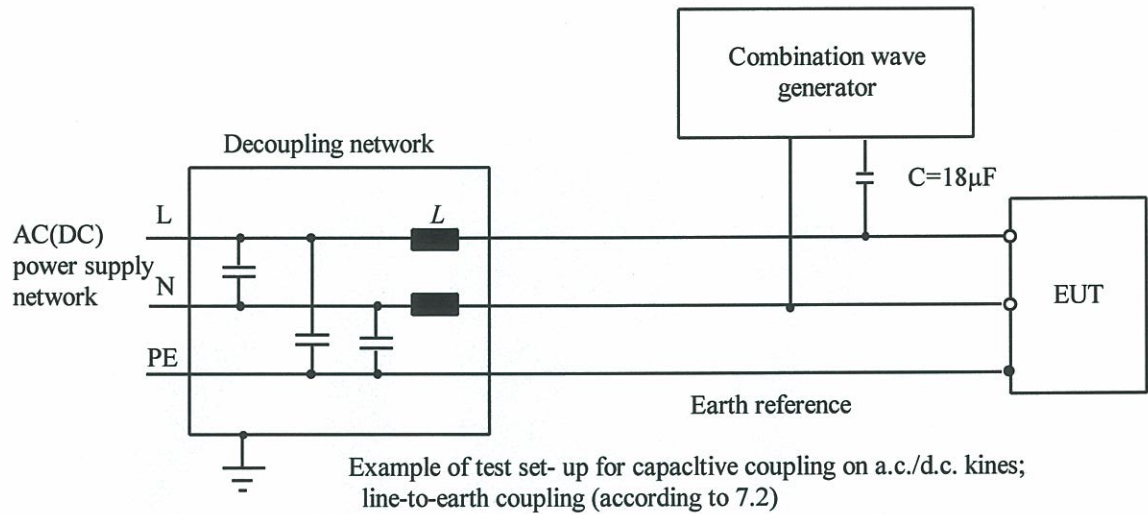 Combination wave
generator
Decoupling network
C=18μF
L
L
AC(DC)
power supply
network
N
EUT
PE
Earth reference
Example of test set- up for capacltive coupling on a.c./d.c. kines;
line-to-earth coupling (according to 7.2)